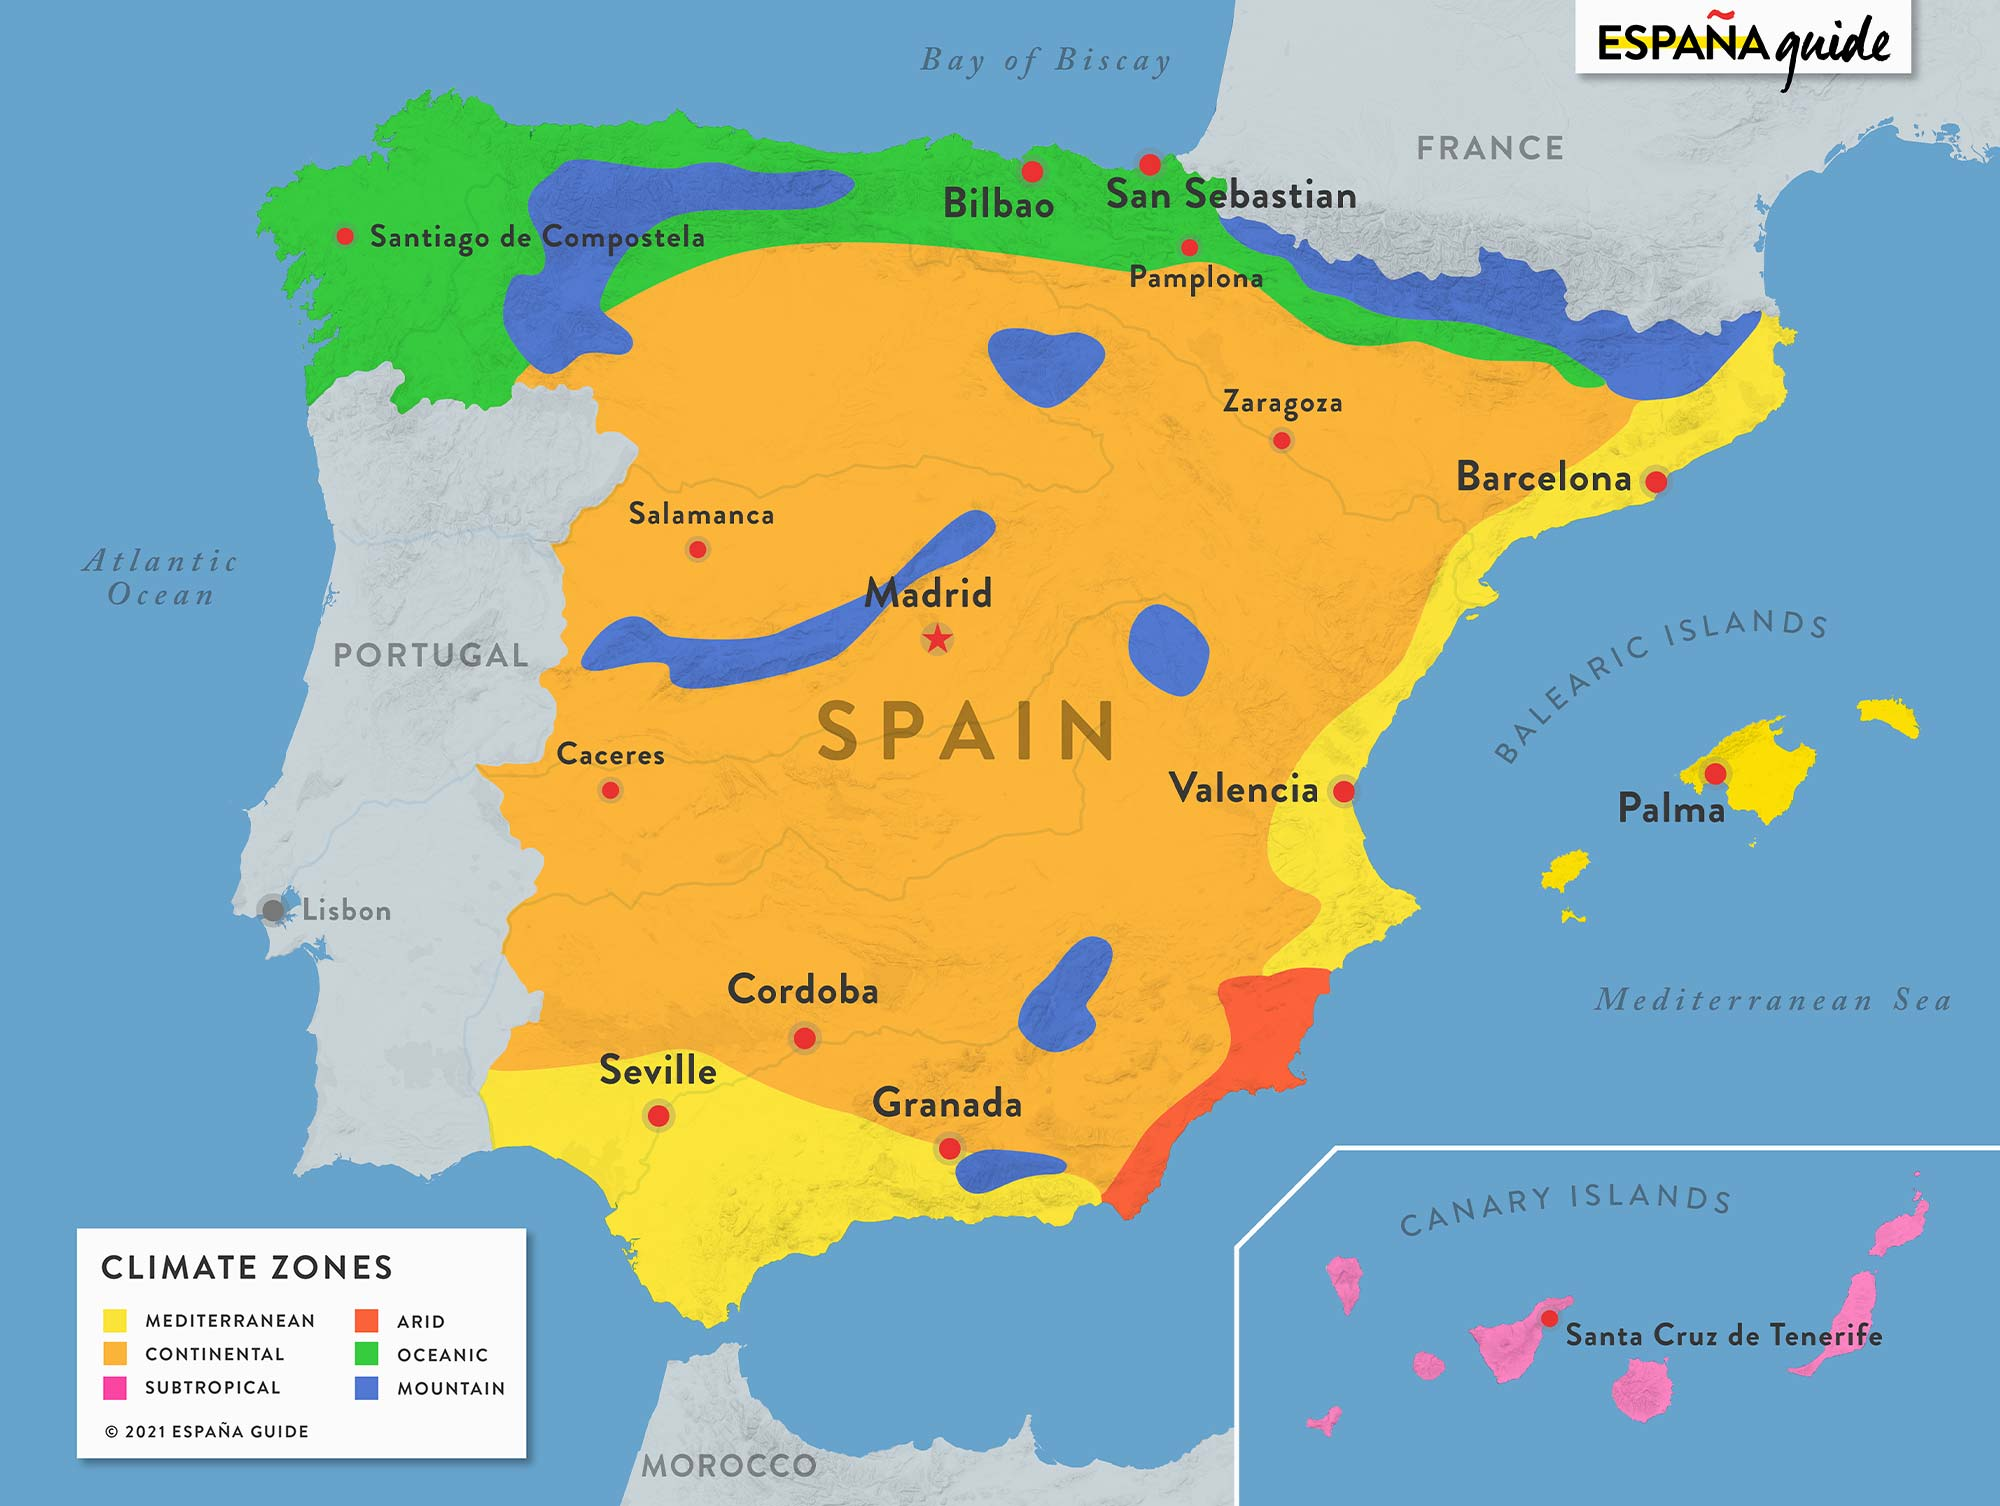 ESPAÑA guide
Bay of Biscay
FRANCE
Bilbao
San Sebastian
Santiago de Compostela
Pamplona
Zaragoza
Barcelona
Salamanca
Atlantic
Ocean
Madrid
PORTUGAL
BALEARIC ISLANDS
SPAIN
Caceres
Valencia
Palma
Lisbon
Cordoba
Mediterranean Sea
Seville
Granada
CANARY ISLANDS
Santa Cruz de Tenerife
CLIMATE ZONES
MEDITERRANEAN
CONTINENTAL
SUBTROPICAL
ARID
OCEANIC
MOUNTAIN
© 2021 ESPAÑA GUIDE
MOROCCO